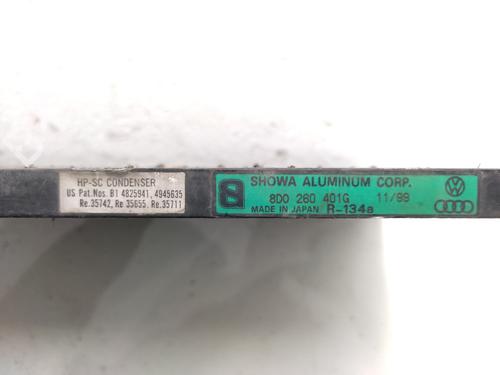 HP-SC CONDENSER
US Pat.Nos. B1 4825941, 4945635
Re.35742, Re 35655, Re.35711
SHOWA ALUMINUM CORP.
8D0 260 401G 11/99
MADE IN JAPAN R-134a